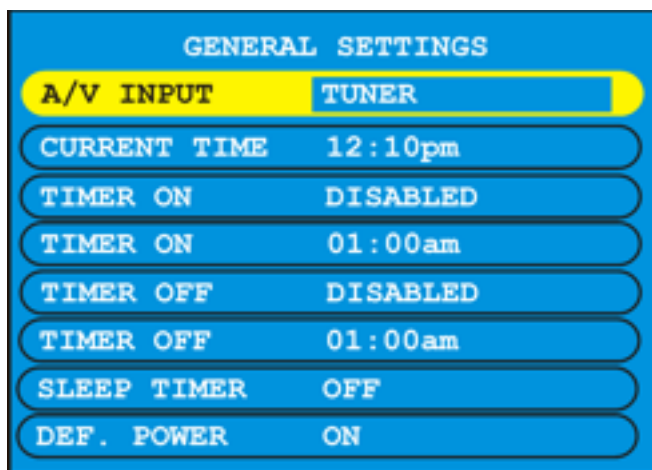 GENERAL SETTINGS
A/V INPUT TUNER
CURRENT TIME 12:10pm
TIMER ON DISABLED
TIMER ON 01:00am
TIMER OFF DISABLED
TIMER OFF 01:00am
SLEEP TIMER OFF
DEF. POWER ON